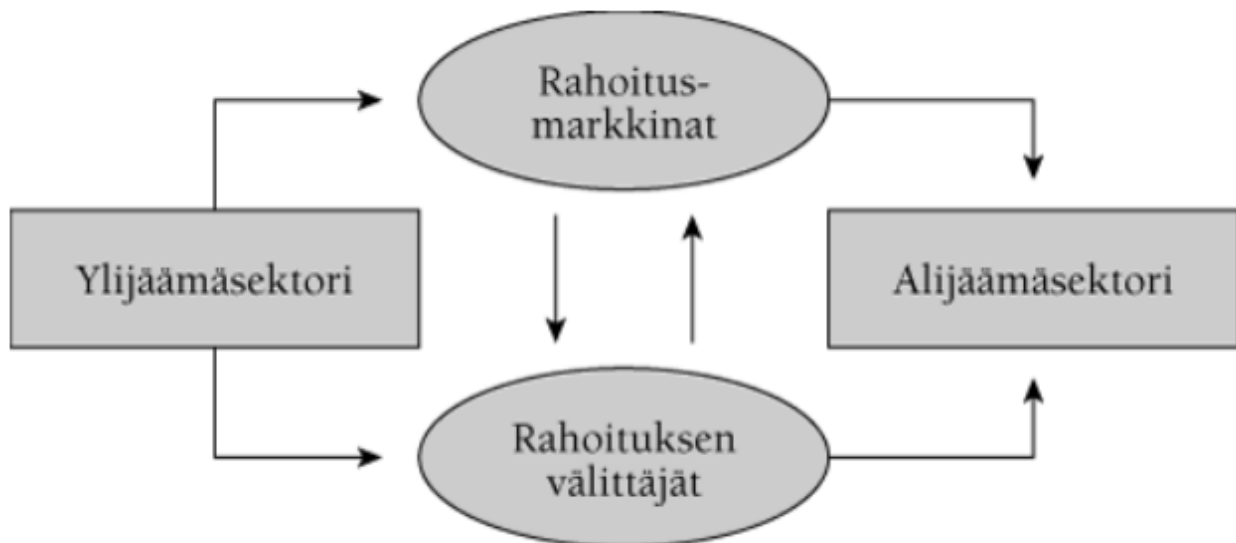 Rahoitus-
markkinat
Ylijäämäsektori
Alijäämäsektori
Rahoituksen
välittäjät